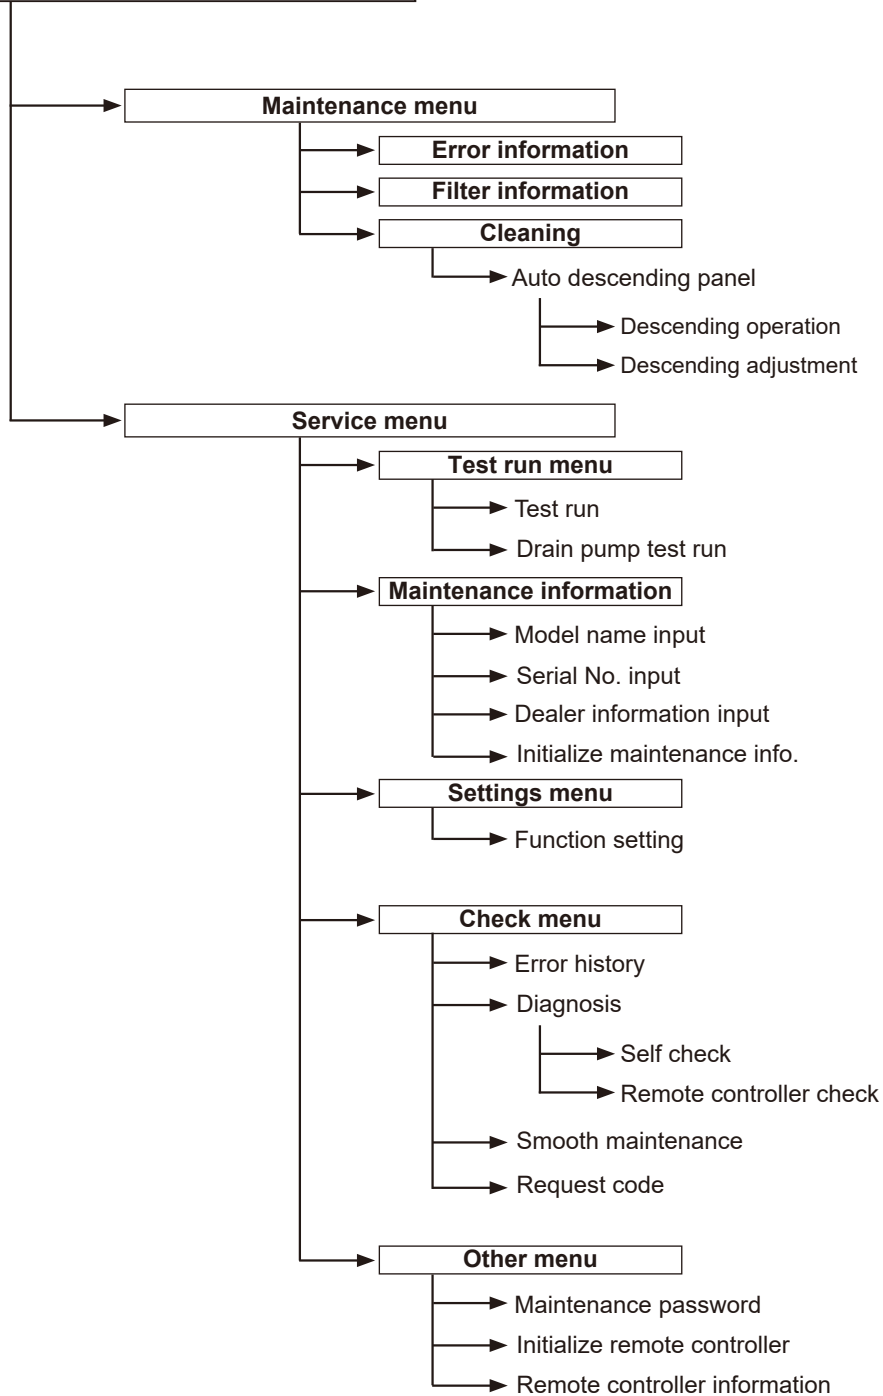 Maintenance menu
Error information
Filter information
Cleaning
Auto descending panel
Descending operation
Descending adjustment
Service menu
Test run menu
Test run
Drain pump test run
Maintenance information
Model name input
Serial No. input
Dealer information input
Initialize maintenance info.
Settings menu
Function setting
Check menu
Error history
Diagnosis
Self check
Remote controller check
Smooth maintenance
Request code
Other menu
Maintenance password
Initialize remote controller
Remote controller information